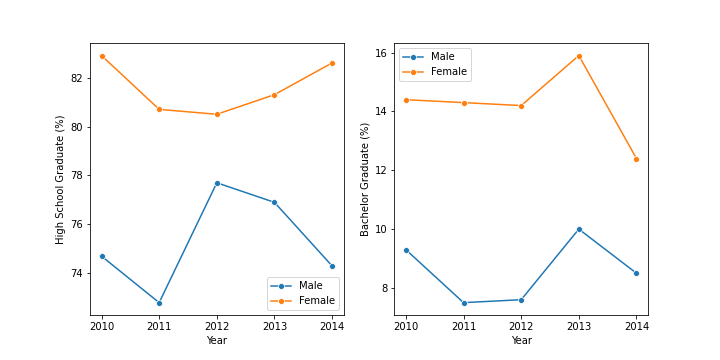 High School Graduate (%)
82
80
78
76
74
2010 2011 2012 2013 2014
Year
Male
Female
Bachelor Graduate (%)
16
14
12
10
8
2010 2011 2012 2013 2014
Year
Male
Female